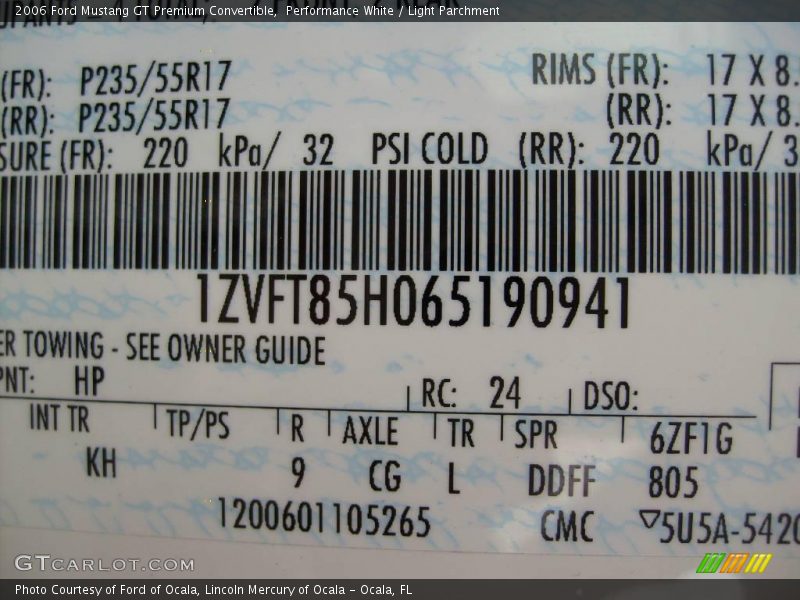 2006 Ford Mustang GT Premium Convertible,  Performance White / Light Parchment
(FR): P235/55R17 RIMS (FR): 17 X 8.
(RR): P235/55R17 (RR): 17 X 8.
SURE (FR): 220 kPa/ 32 PSI COLD (RR): 220 kPa/ 3
1ZVFT85H065190941
ER TOWING - SEE OWNER GUIDE
PNT: HP RC: 24 DSO:
INT TR TP/PS R AXLE TR SPR 6ZF1G
KH 9 CG L DDFF 805
1200601105265 CMC ▽5U5A-5420
GTCARLOT.COM
Photo Courtesy of Ford of Ocala, Lincoln Mercury of Ocala - Ocala, FL